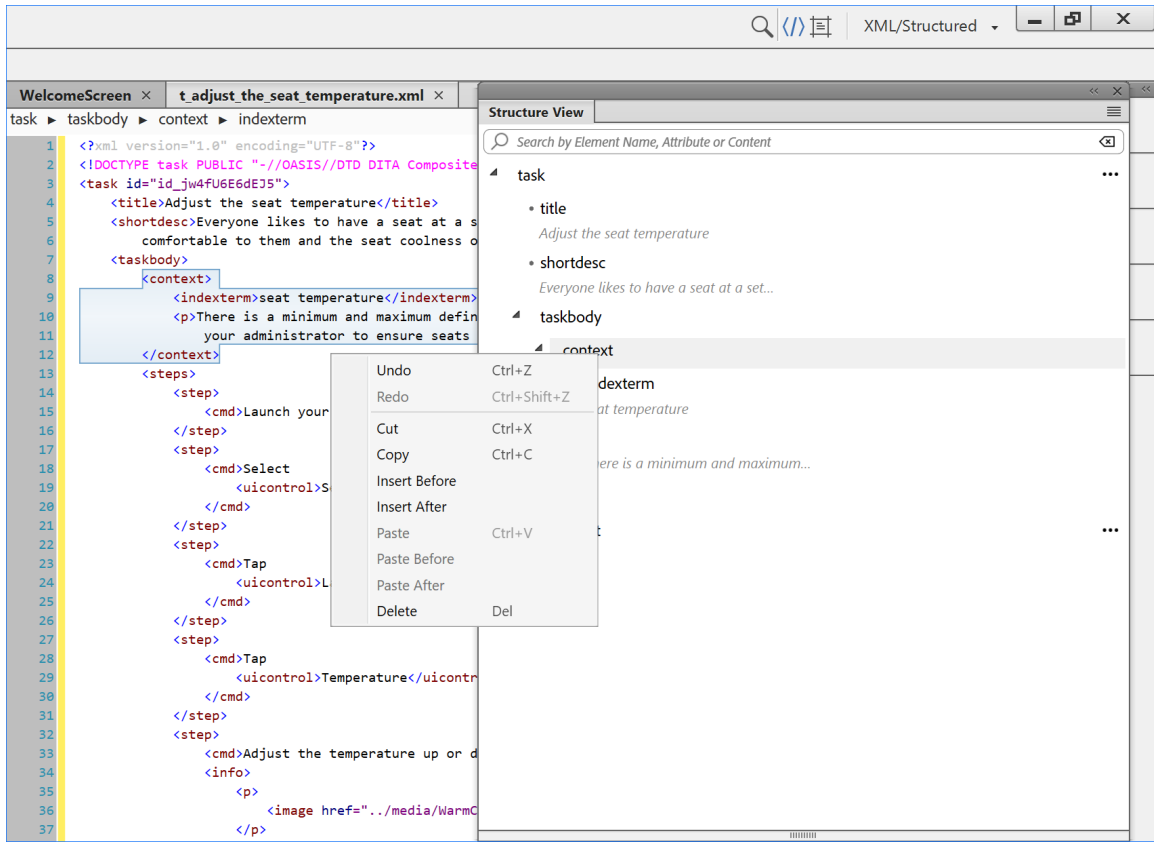 XML/Structured
WelcomeScreen ×
t_adjust_the_seat_temperature.xml ×
task ► taskbody ► context ► indexterm
1 <?xml version="1.0" encoding="UTF-8"?>
2 <!DOCTYPE task PUBLIC "-//OASIS//DTD DITA Composite
3 <task id="id_jw4fU6E6dEJ5">
4 <title>Adjust the seat temperature</title>
5 <shortdesc>Everyone likes to have a seat at a s
6 comfortable to them and the seat coolness o
7 <taskbody>
8 <context>
9 <indexterm>seat temperature</indexterm>
10 <p>There is a minimum and maximum defin
11 your administrator to ensure seats
12 </context>
13 <steps>
14 <step>
15 <cmd>Launch your
16 </step>
17 <step>
18 <cmd>Select
19 <uicontrol>S
20 </cmd>
21 </step>
22 <step>
23 <cmd>Tap
24 <uicontrol>L
25 </cmd>
26 </step>
27 <step>
28 <cmd>Tap
29 <uicontrol>Temperature</uicontr
30 </cmd>
31 </step>
32 <step>
33 <cmd>Adjust the temperature up or d
34 <info>
35 <p>
36 <image href="../media/WarmC
37 </p>
Undo Ctrl+Z
Redo Ctrl+Shift+Z
Cut Ctrl+X
Copy Ctrl+C
Insert Before
Insert After
Paste Ctrl+V
Paste Before
Paste After
Delete Del
Structure View
Search by Element Name, Attribute or Content
task
title
Adjust the seat temperature
shortdesc
Everyone likes to have a seat at a set...
taskbody
context
dexterm
at temperature
ere is a minimum and maximum...
t